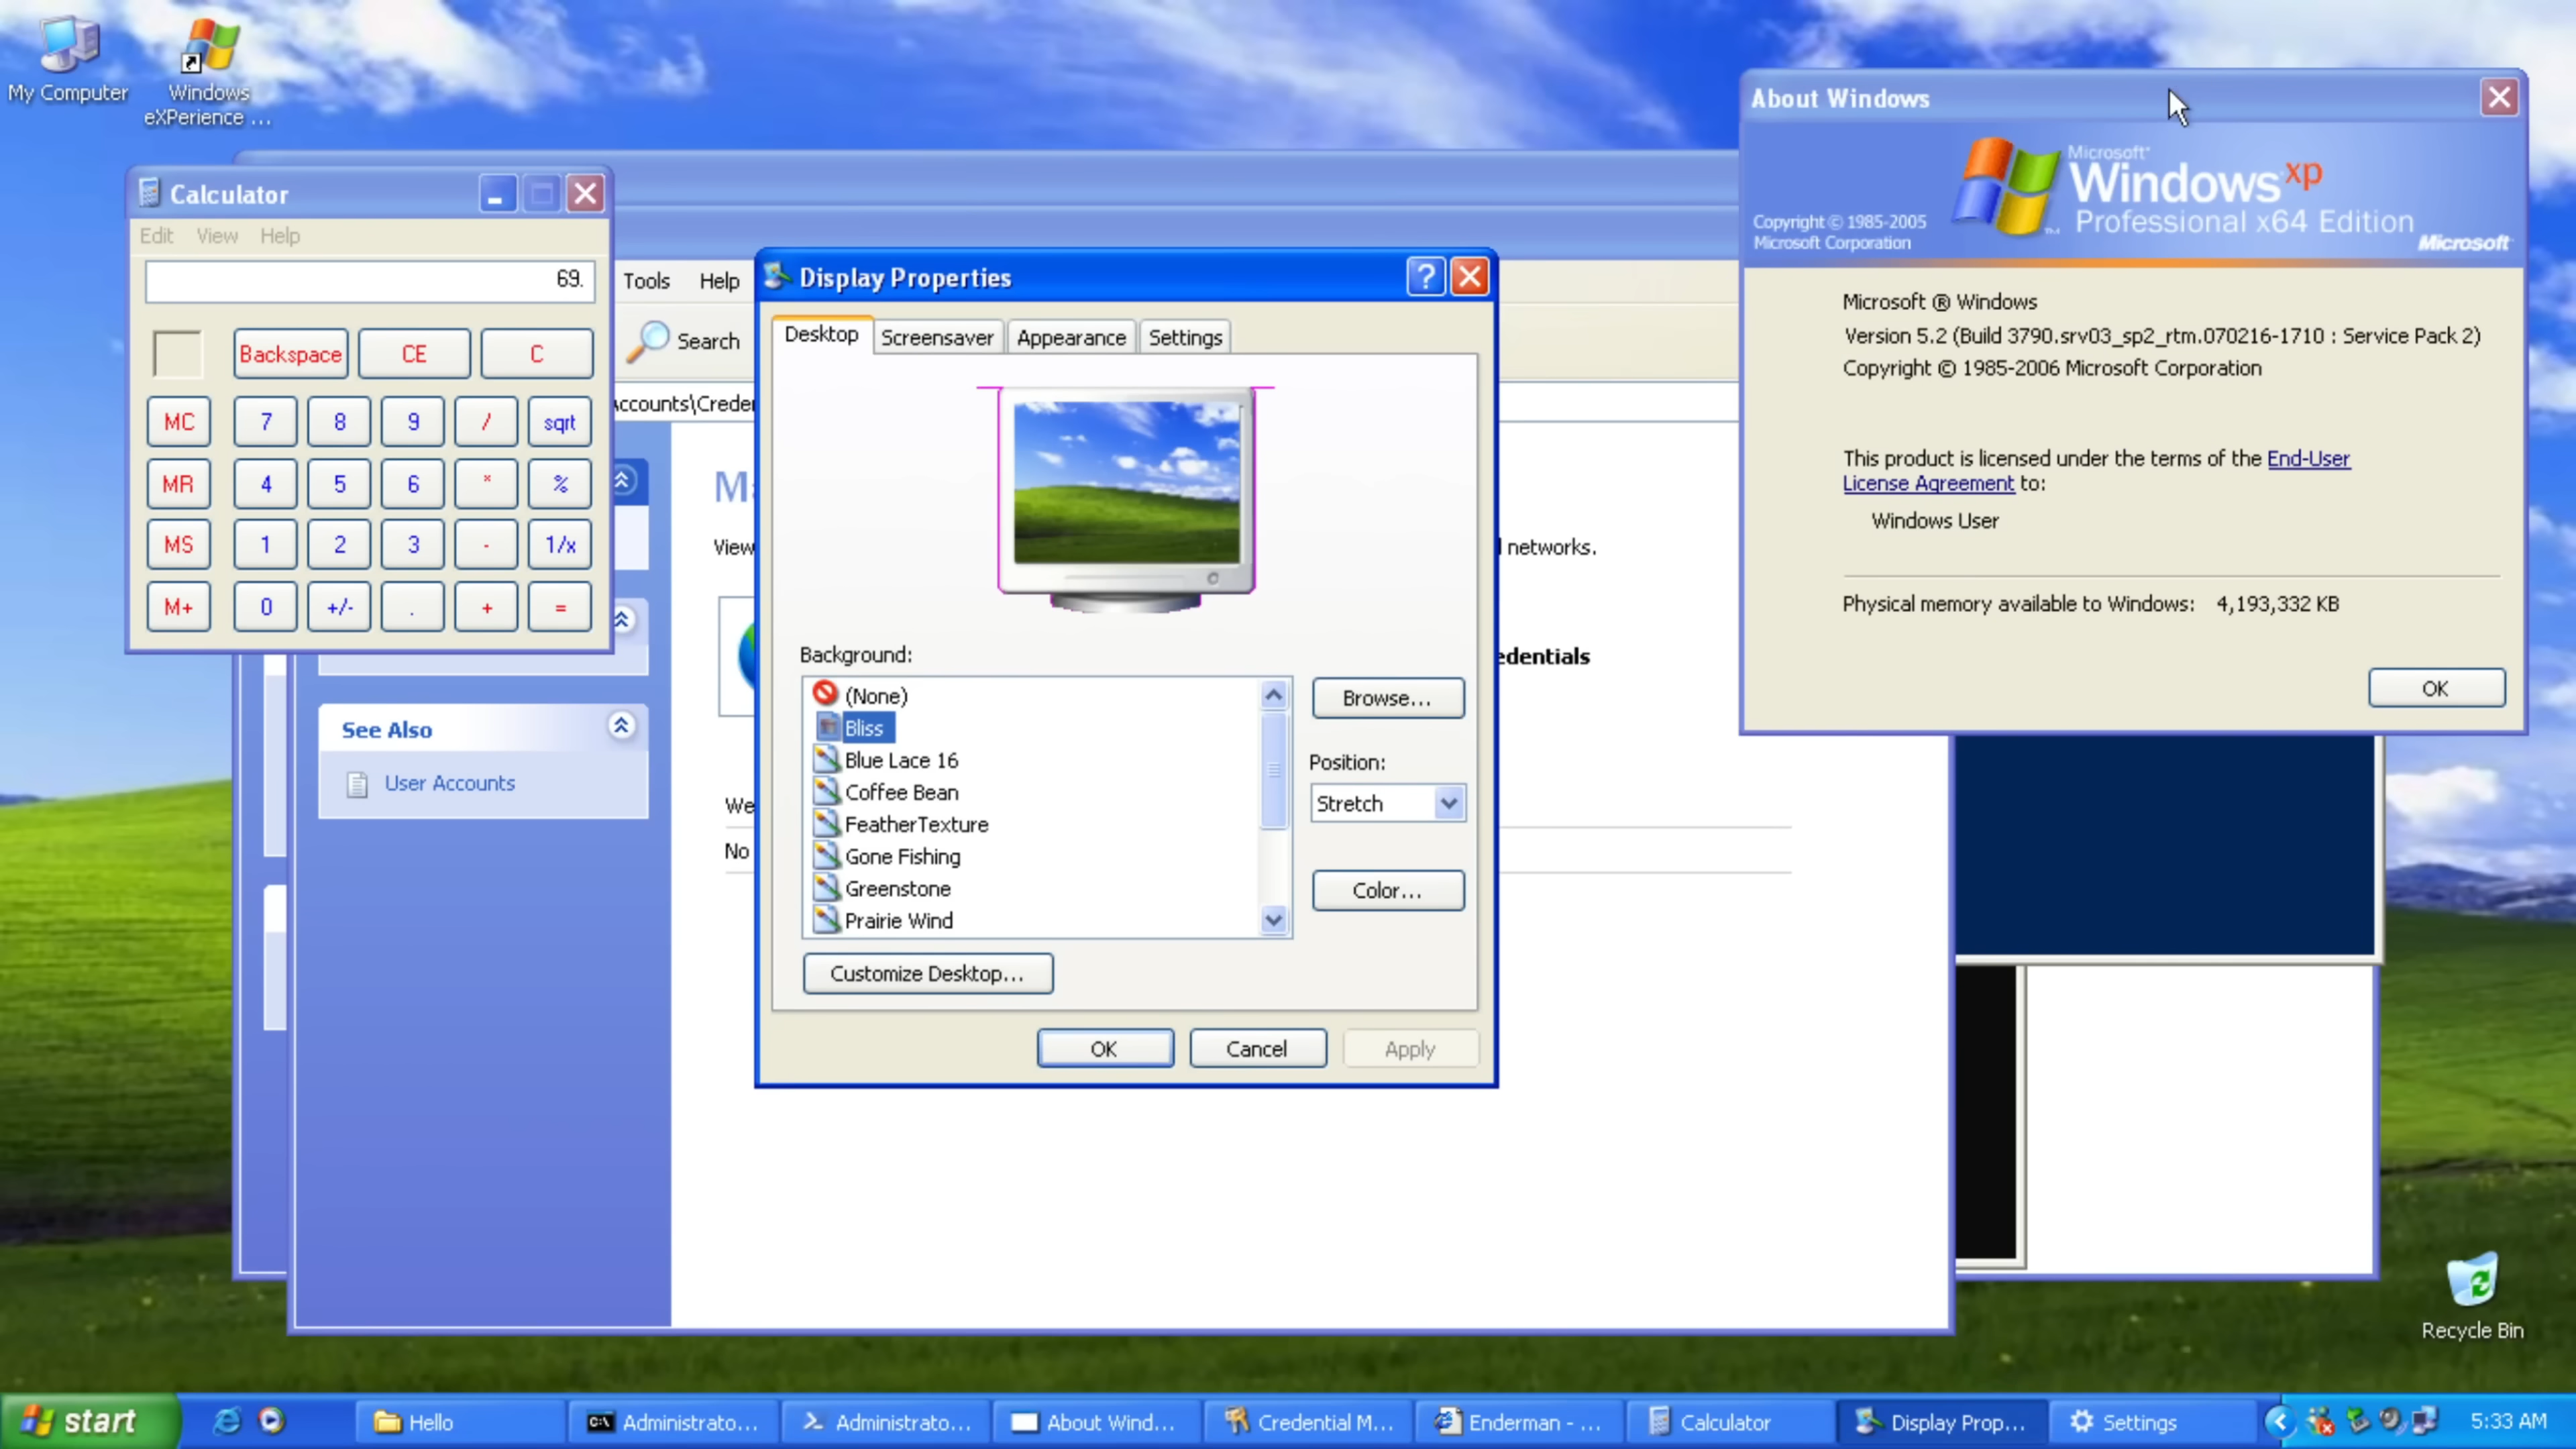 My Computer
Windows
eXPerience ...
Calculator
Edit View Help
69.
Backspace CE C
MC 7 8 9 / sqrt
MR 4 5 6 * %
MS 1 2 3 - 1/x
M+ 0 +/- . + =
Tools Help
Search
Accounts\Creden
View
networks.
edentials
See Also
User Accounts
We
No
Display Properties
?
Desktop Screensaver Appearance Settings
Background:
(None)
Bliss
Blue Lace 16
Coffee Bean
FeatherTexture
Gone Fishing
Greenstone
Prairie Wind
Browse...
Position:
Stretch
Color...
Customize Desktop...
OK Cancel Apply
About Windows
Microsoft®
Windows xp
Professional x64 Edition
TM
Copyright © 1985-2005
Microsoft Corporation
Microsoft
Microsoft ® Windows
Version 5.2 (Build 3790.srv03_sp2_rtm.070216-1710 : Service Pack 2)
Copyright © 1985-2006 Microsoft Corporation
This product is licensed under the terms of the End-User
License Agreement to:
Windows User
Physical memory available to Windows: 4,193,332 KB
OK
Recycle Bin
start Hello Administrato... Administrato... About Wind... Credential M... Enderman - ... Calculator Display Prop... Settings 5:33 AM